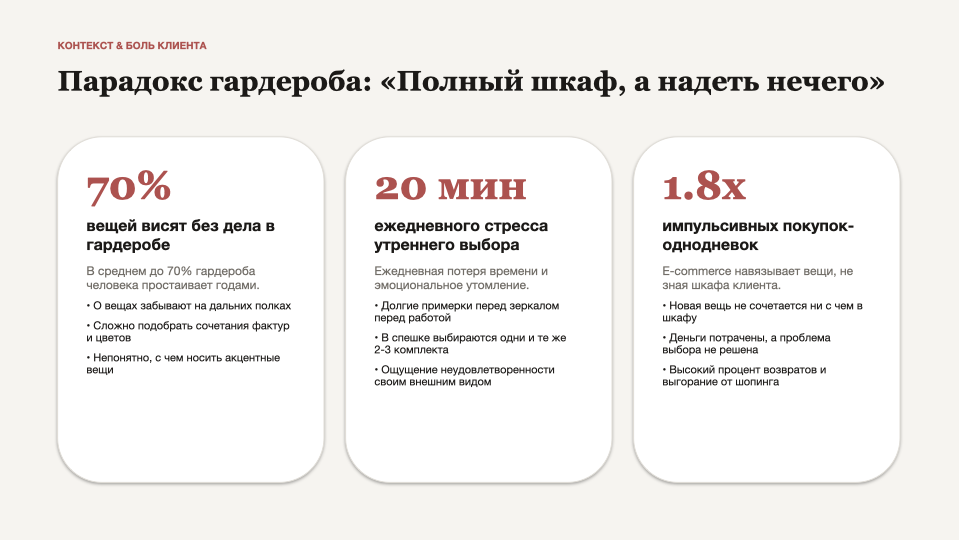 КОНТЕКСТ & БОЛЬ КЛИЕНТА
Парадокс гардероба: «Полный шкаф, а надеть нечего»
70%
вещей висят без дела в
гардеробе
В среднем до 70% гардероба
человека простаивает годами.
• О вещах забывают на дальних полках
• Сложно подобрать сочетания фактур
и цветов
• Непонятно, с чем носить акцентные
вещи
20 мин
ежедневного стресса
утреннего выбора
Ежедневная потеря времени и
эмоциональное утомление.
• Долгие примерки перед зеркалом
перед работой
• В спешке выбираются одни и те же
2-3 комплекта
• Ощущение неудовлетворенности
своим внешним видом
1.8x
импульсивных покупок-
однодневок
E-commerce навязывает вещи, не
зная шкафа клиента.
• Новая вещь не сочетается ни с чем в
шкафу
• Деньги потрачены, а проблема
выбора не решена
• Высокий процент возвратов и
выгорание от шопинга